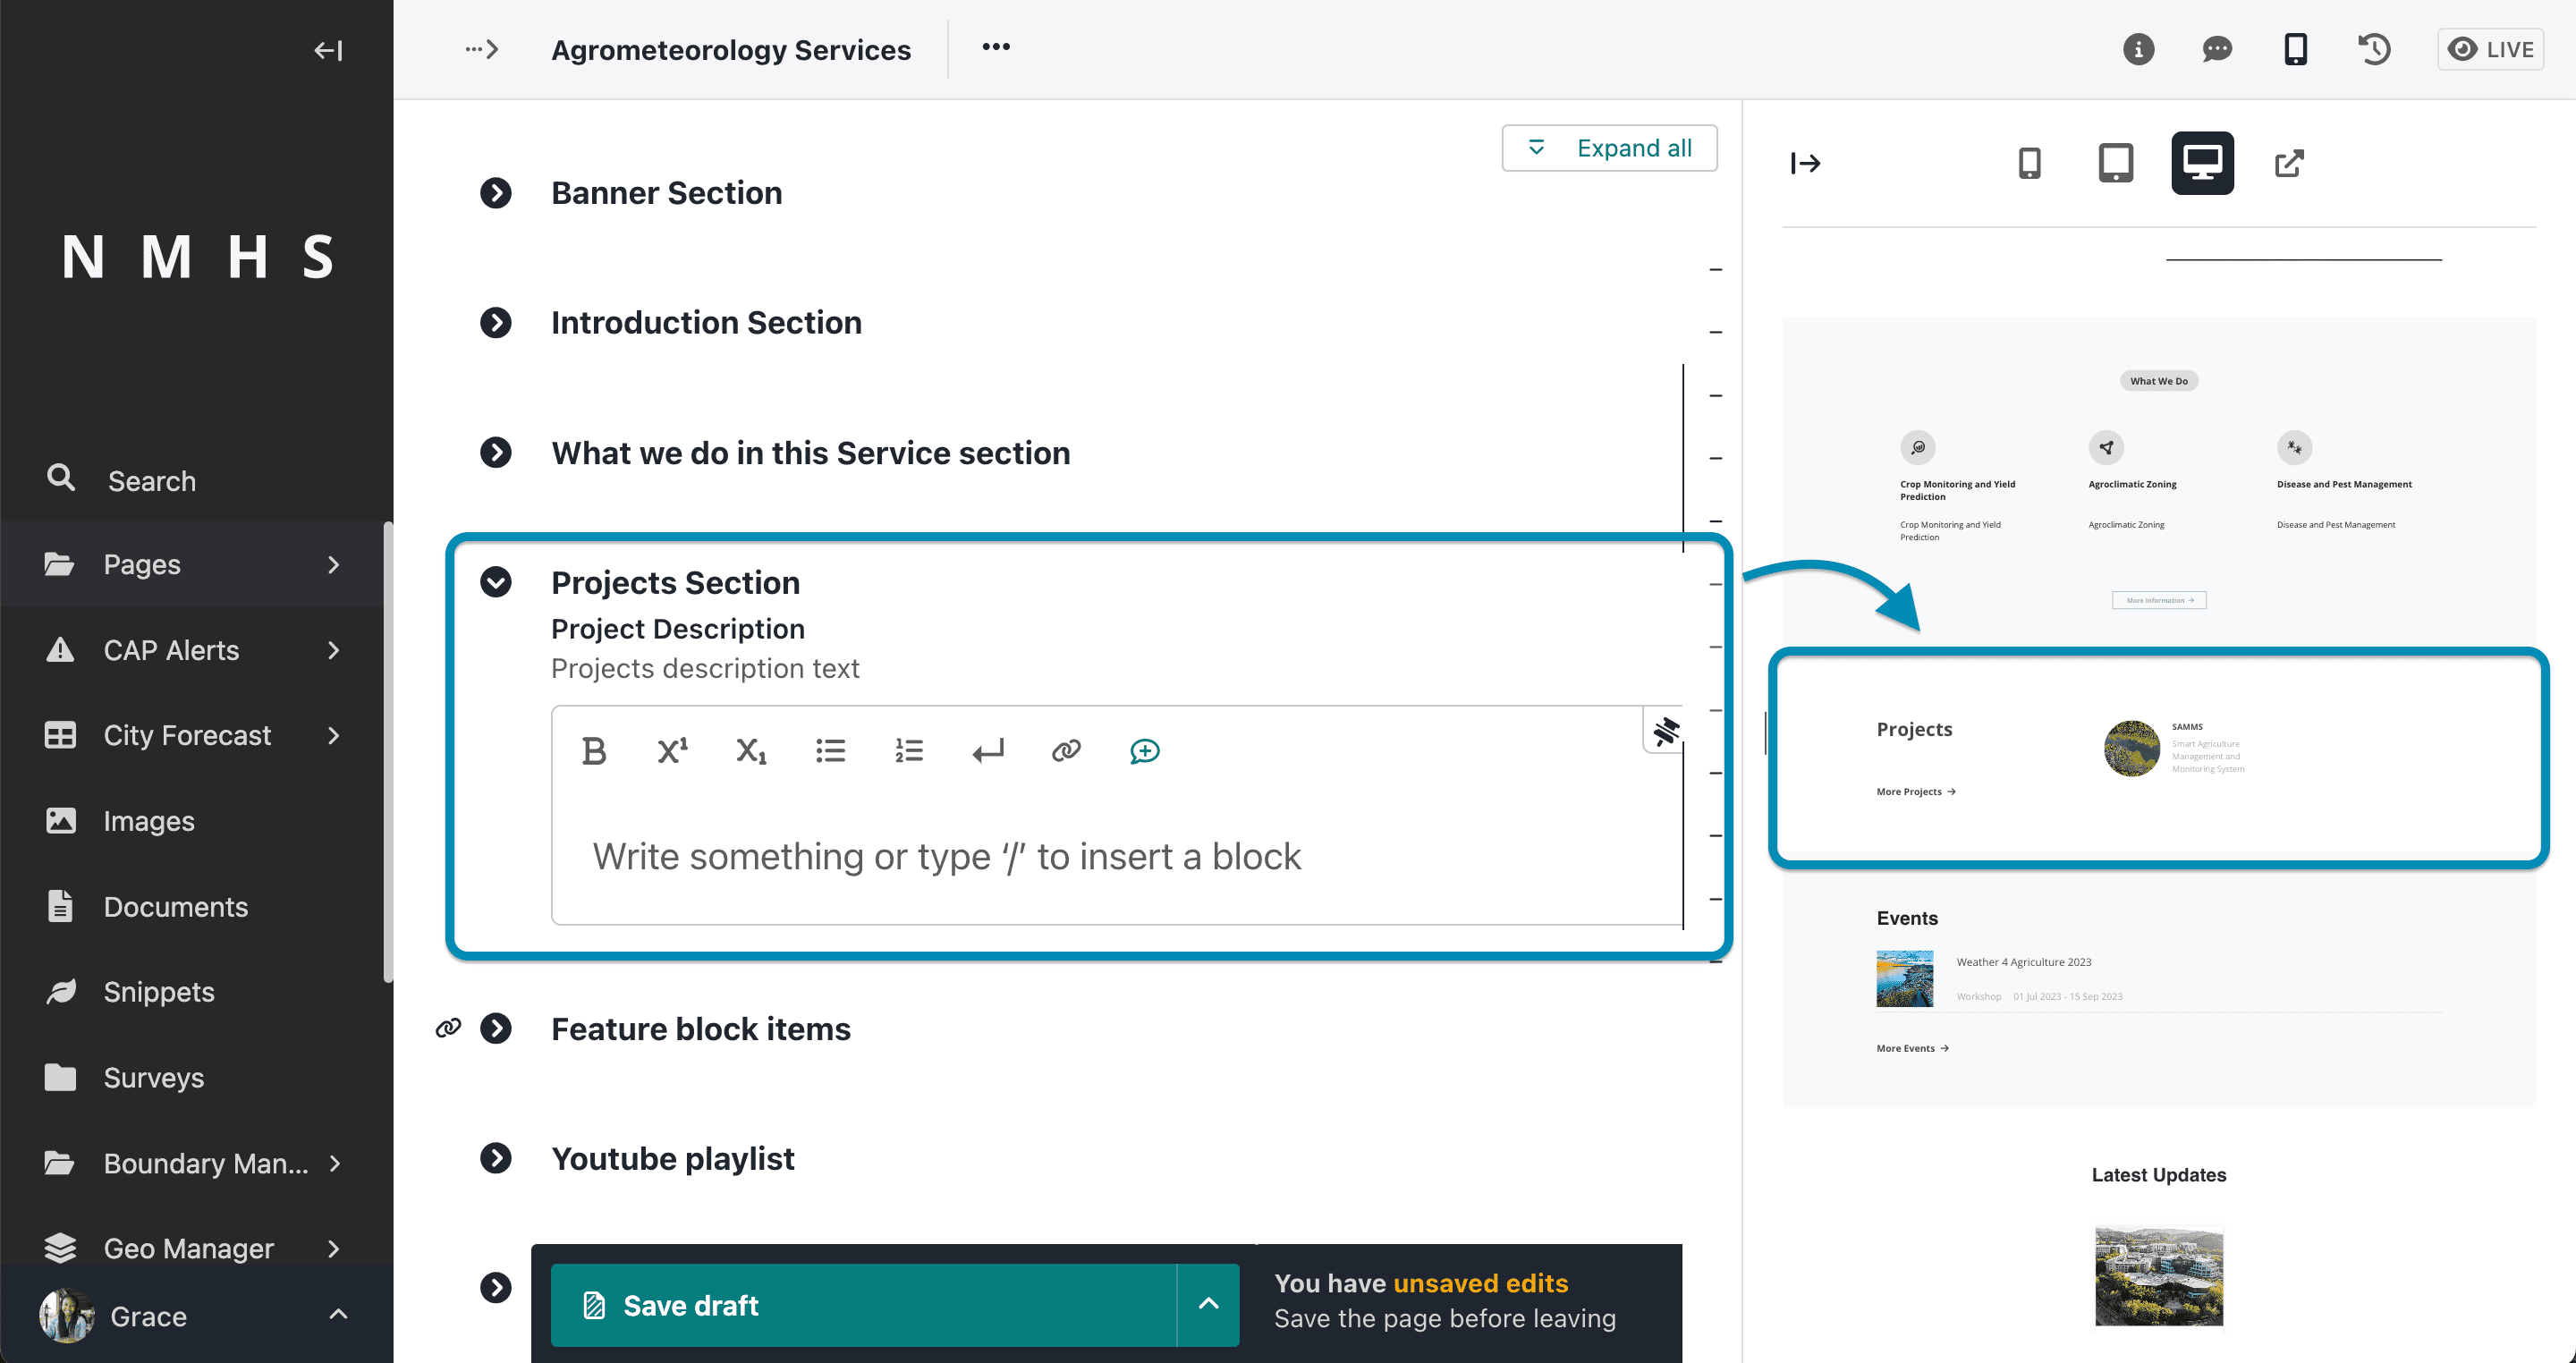 N M H S
Search
Pages
CAP Alerts
City Forecast
Images
Documents
Snippets
Surveys
Boundary Man...
Geo Manager
Grace
Agrometeorology Services
LIVE
Expand all
Banner Section
Introduction Section
What we do in this Service section
Projects Section
Project Description
Projects description text
B X¹ X₁
Write something or type ‘/’ to insert a block
Feature block items
Youtube playlist
Save draft
You have unsaved edits
Save the page before leaving
What We Do
Crop Monitoring and Yield
Prediction
Crop Monitoring and Yield
Prediction
Agroclimatic Zoning
Agroclimatic Zoning
Disease and Pest Management
Disease and Pest Management
More Information →
Projects
More Projects →
SAMMS
Smart Agriculture
Management and
Monitoring System
Events
Weather 4 Agriculture 2023
Workshop 01 Jul 2023 - 15 Sep 2023
More Events →
Latest Updates